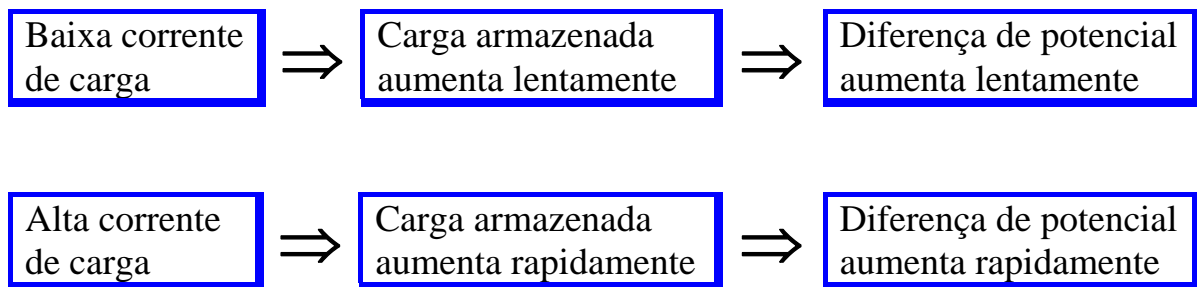 Baixa corrente
de carga
⇒
Carga armazenada
aumenta lentamente
⇒
Diferença de potencial
aumenta lentamente
Alta corrente
de carga
⇒
Carga armazenada
aumenta rapidamente
⇒
Diferença de potencial
aumenta rapidamente